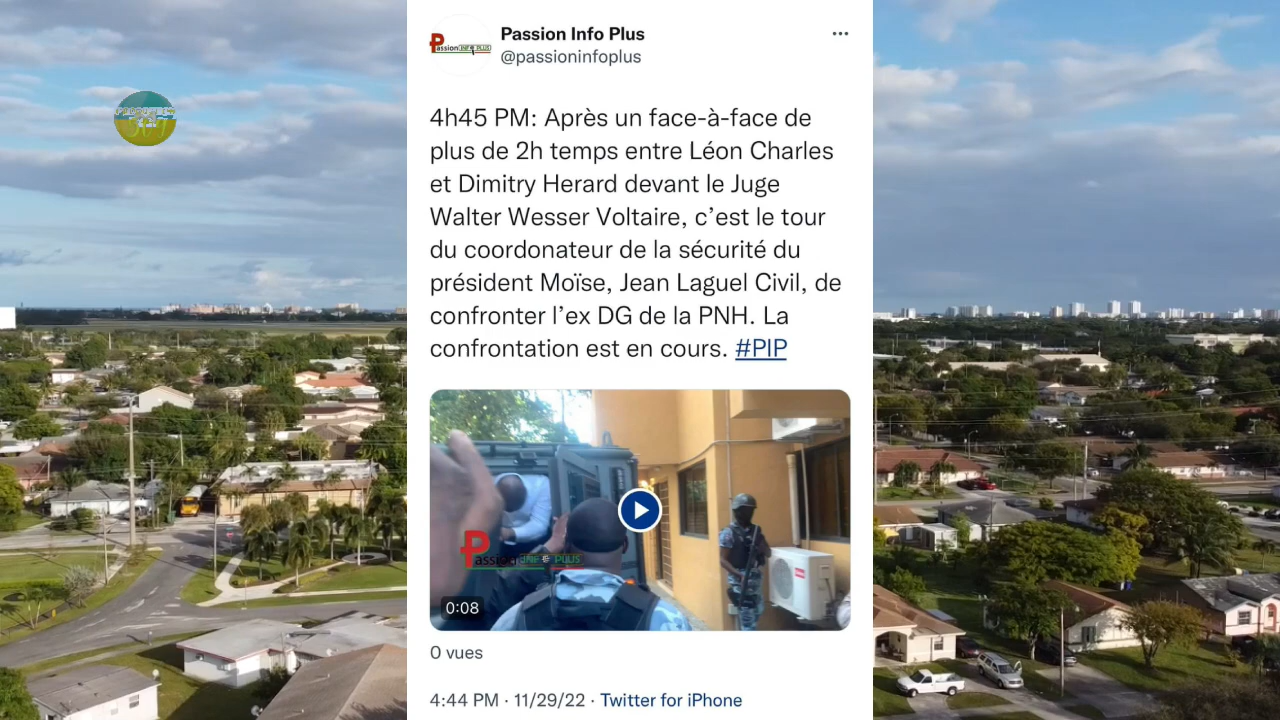 Passion Info Plus
@passioninfoplus
4h45 PM: Après un face-à-face de
plus de 2h temps entre Léon Charles
et Dimitry Herard devant le Juge
Walter Wesser Voltaire, c’est le tour
du coordonateur de la sécurité du
président Moïse, Jean Laguel Civil, de
confronter l’ex DG de la PNH. La
confrontation est en cours. #PIP
Passion INFO PLUS
0:08
0 vues
4:44 PM · 11/29/22 · Twitter for iPhone